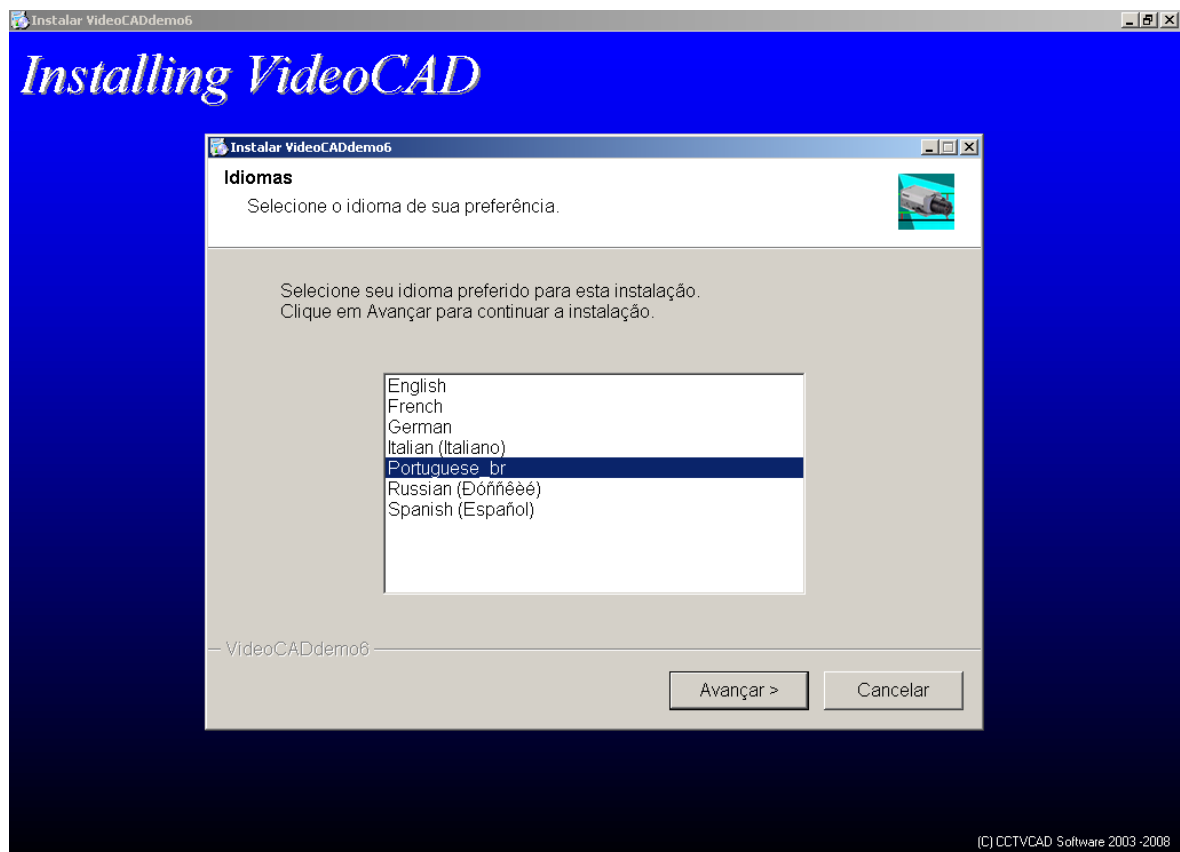 Instalar VideoCADdemo6
Installing VideoCAD
Instalar VideoCADdemo6
Idiomas
Selecione o idioma de sua preferência.
Selecione seu idioma preferido para esta instalação.
Clique em Avançar para continuar a instalação.
English
French
German
Italian (Italiano)
Portuguese_br
Russian (Ðóññêèé)
Spanish (Español)
VideoCADdemo6
Avançar >
Cancelar
(C) CCTVCAD Software 2003 -2008